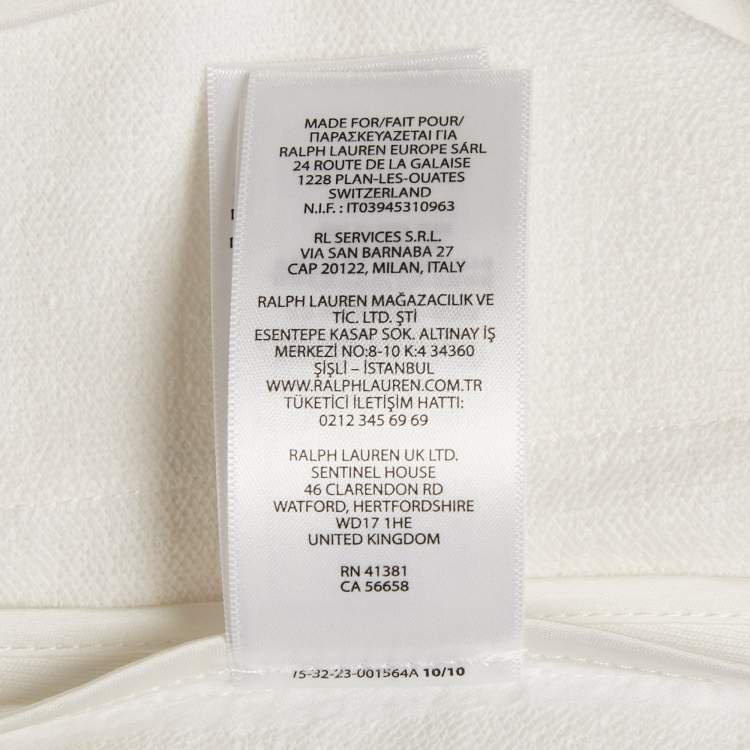 MADE FOR/FAIT POUR/
ΠΑΡΑΣΚΕΥΑΖΕΤΑΙ ΓΙΑ
RALPH LAUREN EUROPE SÁRL
24 ROUTE DE LA GALAISE
1228 PLAN-LES-OUATES
SWITZERLAND
N.I.F. : IT03945310963
RL SERVICES S.R.L.
VIA SAN BARNABA 27
CAP 20122, MILAN, ITALY
RALPH LAUREN MAĞAZACILIK VE
TİC. LTD. ŞTİ
ESENTEPE KASAP SOK. ALTINAY İŞ
MERKEZİ NO:8-10 K:4 34360
ŞİŞLİ – İSTANBUL
WWW.RALPHLAUREN.COM.TR
TÜKETİCİ İLETİŞİM HATTI:
0212 345 69 69
RALPH LAUREN UK LTD.
SENTINEL HOUSE
46 CLARENDON RD
WATFORD, HERTFORDSHIRE
WD17 1HE
UNITED KINGDOM
RN 41381
CA 56658
75-32-23-001564A 10/10